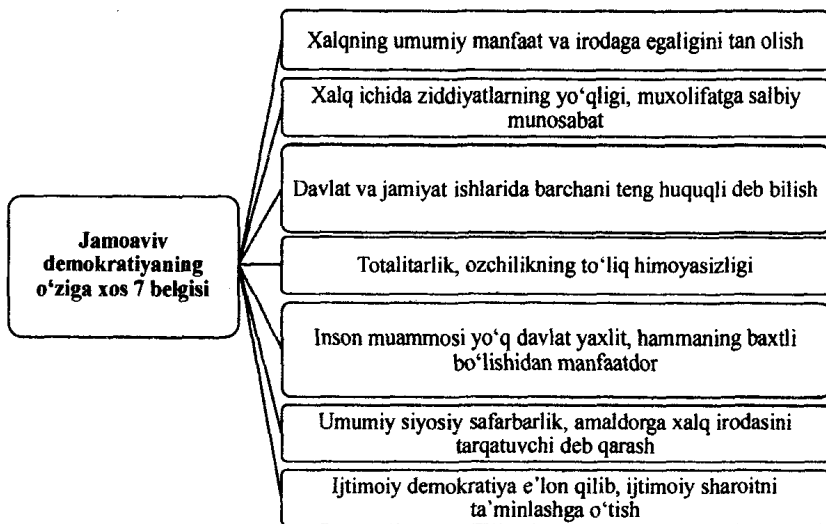 Xalqning umumiy manfaat va irodaga egaligini tan olish
Xalq ichida ziddiyatlarning yo‘qligi, muxolifatga salbiy
munosabat
Davlat va jamiyat ishlarida barchani teng huquqli deb bilish
Jamoaviv
demokratiyaning
o‘ziga xos 7 belgisi
Totalitarlik, ozchilikning to‘liq himoyasizligi
Inson muammosi yo‘q davlat yaxlit, hammaning baxtli
bo‘lishidan manfaatdor
Umumiy siyosiy safarbarlik, amaldorga xalq irodasini
tarqatuvchi deb qarash
Ijtimoiy demokratiya e’lon qilib, ijtimoiy sharoitni
ta’minlashga o‘tish